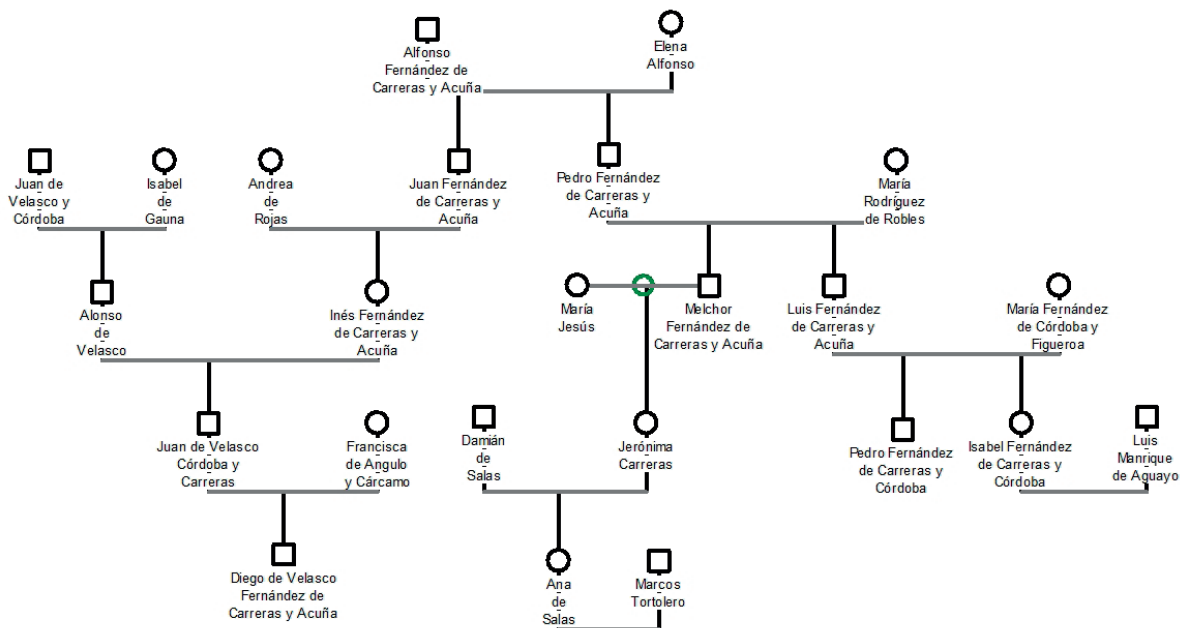 Alfonso
Fernández de
Carreras y Acuña
Elena
Alfonso
Juan de
Velasco y
Córdoba
Isabel
de
Gauna
Andrea
de
Rojas
Juan Fernández
de Carreras y
Acuña
Pedro Fernández
de Carreras y
Acuña
María
Rodríguez
de Robles
Alonso
de
Velasco
Inés Fernández
de Carreras y
Acuña
María
Jesús
Melchor
Fernández de
Carreras y Acuña
Luis Fernández
de Carreras y
Acuña
María Fernández
de Córdoba y
Figueroa
Juan de Velasco
Córdoba y
Carreras
Francisca
de Angulo
y Cárcamo
Damián
de
Salas
Jerónima
Carreras
Pedro Fernández
de Carreras y
Córdoba
Isabel Fernández
de Carreras y
Córdoba
Luis
Manrique
de Aguayo
Diego de Velasco
Fernández de
Carreras y Acuña
Ana
de
Salas
Marcos
Tortolero